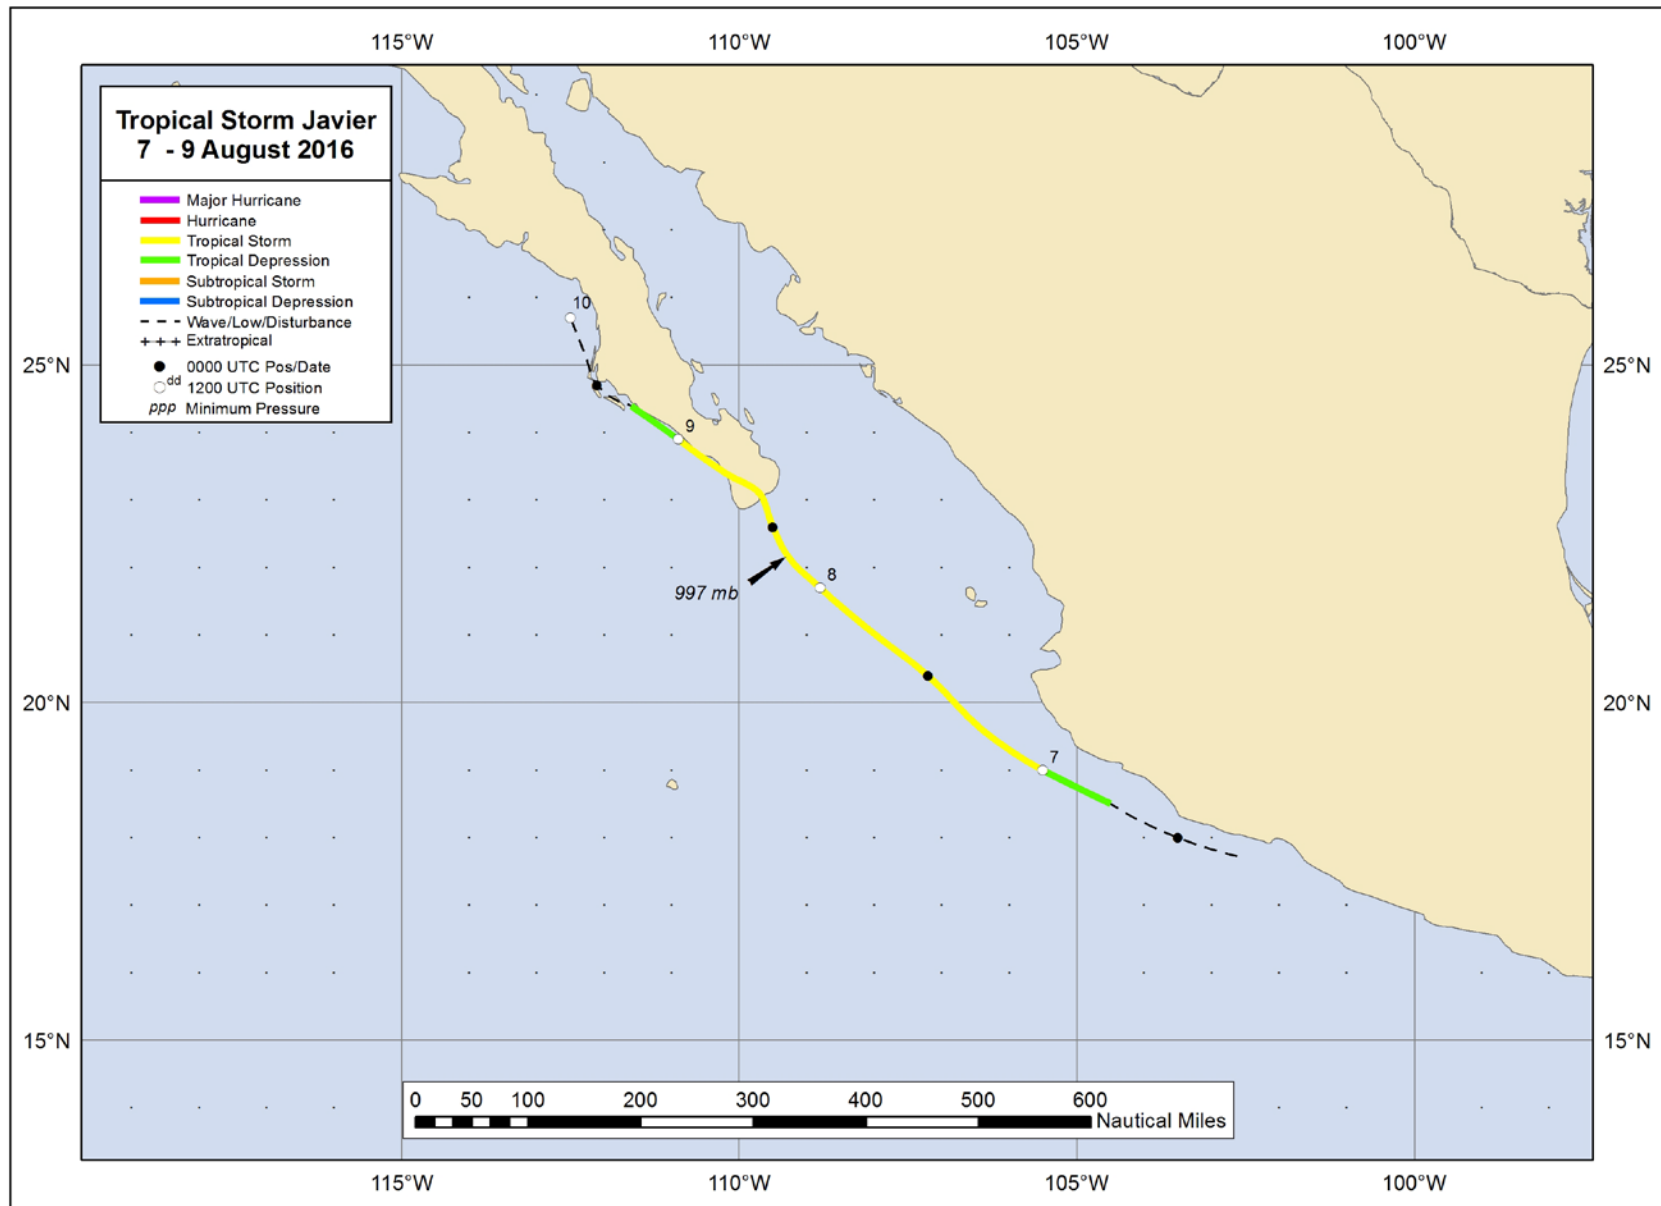 115°W 110°W 105°W 100°W
Tropical Storm Javier
7 - 9 August 2016
Major Hurricane
Hurricane
Tropical Storm
Tropical Depression
Subtropical Storm
Subtropical Depression
Wave/Low/Disturbance
Extratropical
0000 UTC Pos/Date
dd 1200 UTC Position
ppp Minimum Pressure
10
25°N 25°N
9
8
997 mb
20°N 20°N
7
15°N 15°N
0 50 100 200 300 400 500 600
Nautical Miles
115°W 110°W 105°W 100°W